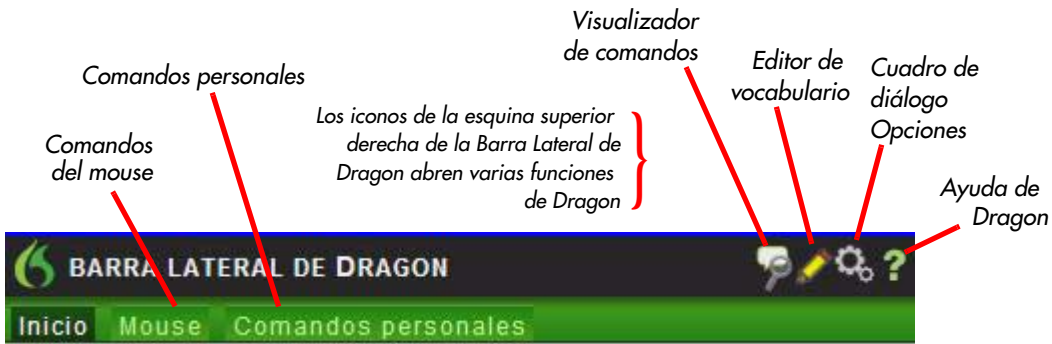 Visualizador
de comandos
Comandos personales
Editor de
vocabulario
Cuadro de
diálogo
Opciones
Los iconos de la esquina superior
derecha de la Barra Lateral de
Dragon abren varias funciones
de Dragon
Comandos
del mouse
Ayuda de
Dragon
BARRA LATERAL DE DRAGON
?
Inicio Mouse Comandos personales